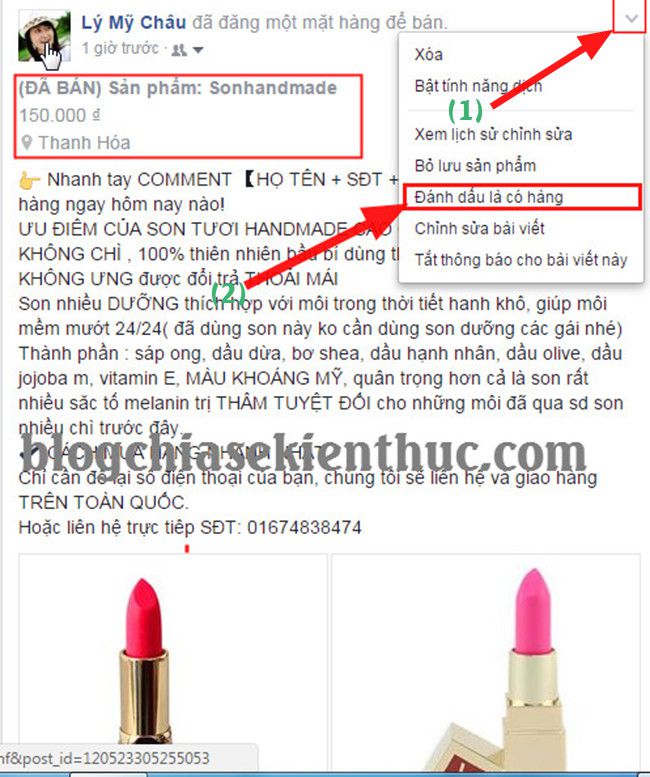 Lý Mỹ Châu đã đăng một mặt hàng để bán.
1 giờ trước
(ĐÃ BÁN) Sản phẩm: Sonhandmade
150.000 ₫
Thanh Hóa
(1)
Xóa
Bật tính năng dịch
Xem lịch sử chỉnh sửa
Bỏ lưu sản phẩm
Đánh dấu là có hàng
Chỉnh sửa bài viết
Tắt thông báo cho bài viết này
(2)
👉 Nhanh tay COMMENT 【HỌ TÊN + SĐT +
hàng ngay hôm nay nào!
ƯU ĐIỂM CỦA SON TƯƠI HANDMADE CAO
KHÔNG CHÌ , 100% thiên nhiên bầu bí dùng
KHÔNG ƯNG được đổi trả THOẢI MÁI
Son nhiều DƯỠNG thích hợp với môi trong thời tiết hanh khô, giúp môi
mềm mướt 24/24( đã dùng son này ko cần dùng son dưỡng các gái nhé)
Thành phần : sáp ong, dầu dừa, bơ shea, dầu hạnh nhân, dầu olive, dầu
jojoba m, vitamin E, MÀU KHOÁNG MỸ, quân trọng hơn cả là son rất
nhiều sắc tố melanin trị THÂM TUYỆT ĐỐI cho những môi đã qua sd son
nhiều chì trước đây..
✔ CÁCH MUA HÀNG NHANH NHẤT
blogchiasekienthuc.com
Chỉ cần để lại số điện thoại của bạn, chúng tôi sẽ liên hệ và giao hàng
TRÊN TOÀN QUỐC.
Hoặc liên hệ trực tiếp SĐT: 01674838474
nf&post_id=120523305255053